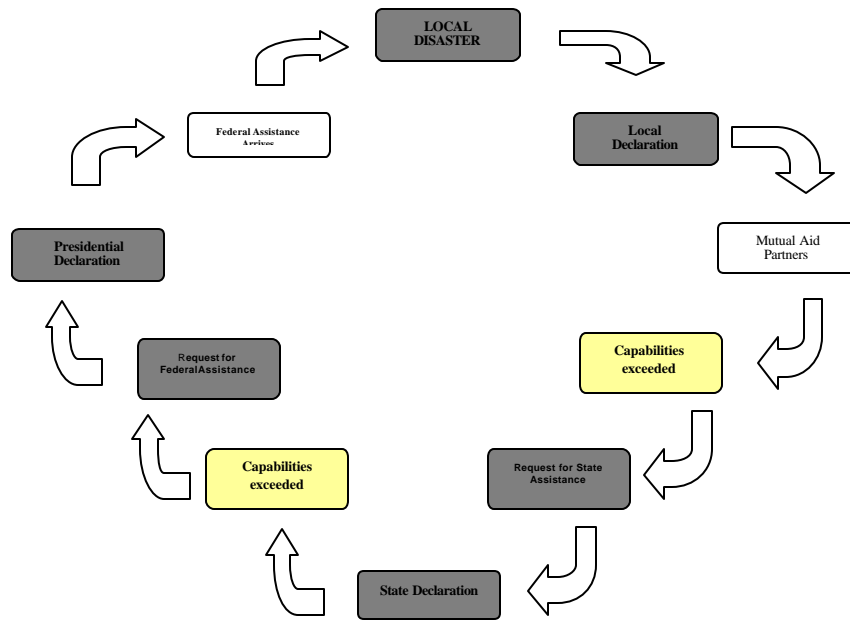 LOCAL
DISASTER
Local
Declaration
Mutual Aid
Partners
Capabilities
exceeded
Request for State
Assistance
State Declaration
Capabilities
exceeded
Request for
FederalAssistance
Presidential
Declaration
Federal Assistance
Arrives